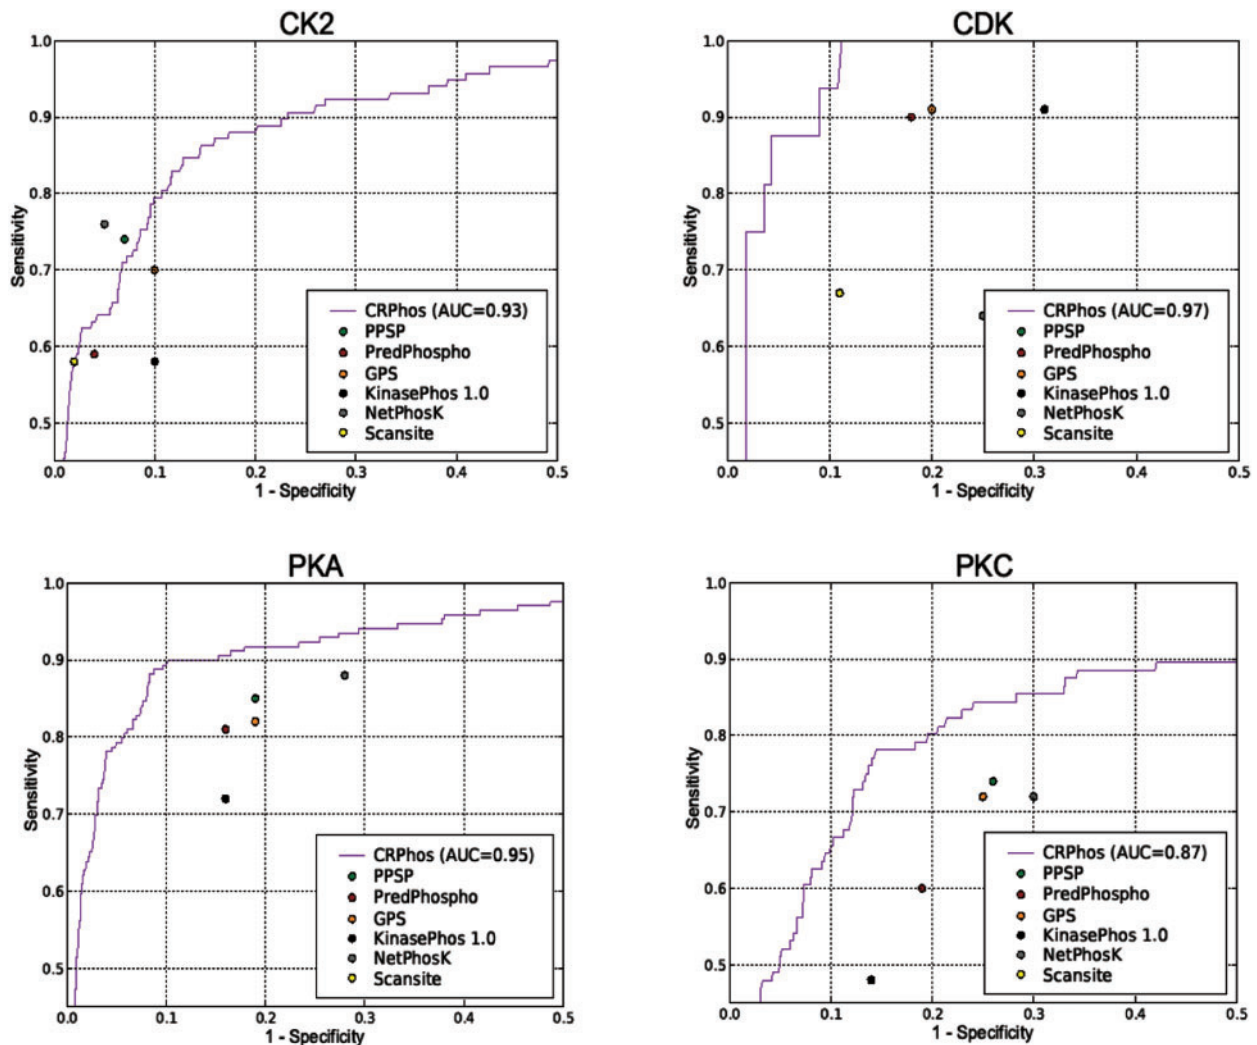 CK2
1.0
0.9
0.8
0.7
0.6
0.5
Sensitivity
CRPhos (AUC=0.93)
PPSP
PredPhospho
GPS
KinasePhos 1.0
NetPhosK
Scansite
0.0 0.1 0.2 0.3 0.4 0.5
1 - Specificity
CDK
1.0
0.9
0.8
0.7
0.6
0.5
Sensitivity
CRPhos (AUC=0.97)
PPSP
PredPhospho
GPS
KinasePhos 1.0
NetPhosK
Scansite
0.0 0.1 0.2 0.3 0.4 0.5
1 - Specificity
PKA
1.0
0.9
0.8
0.7
0.6
0.5
Sensitivity
CRPhos (AUC=0.95)
PPSP
PredPhospho
GPS
KinasePhos 1.0
NetPhosK
Scansite
0.0 0.1 0.2 0.3 0.4 0.5
1 - Specificity
PKC
1.0
0.9
0.8
0.7
0.6
0.5
Sensitivity
CRPhos (AUC=0.87)
PPSP
PredPhospho
GPS
KinasePhos 1.0
NetPhosK
Scansite
0.0 0.1 0.2 0.3 0.4 0.5
1 - Specificity